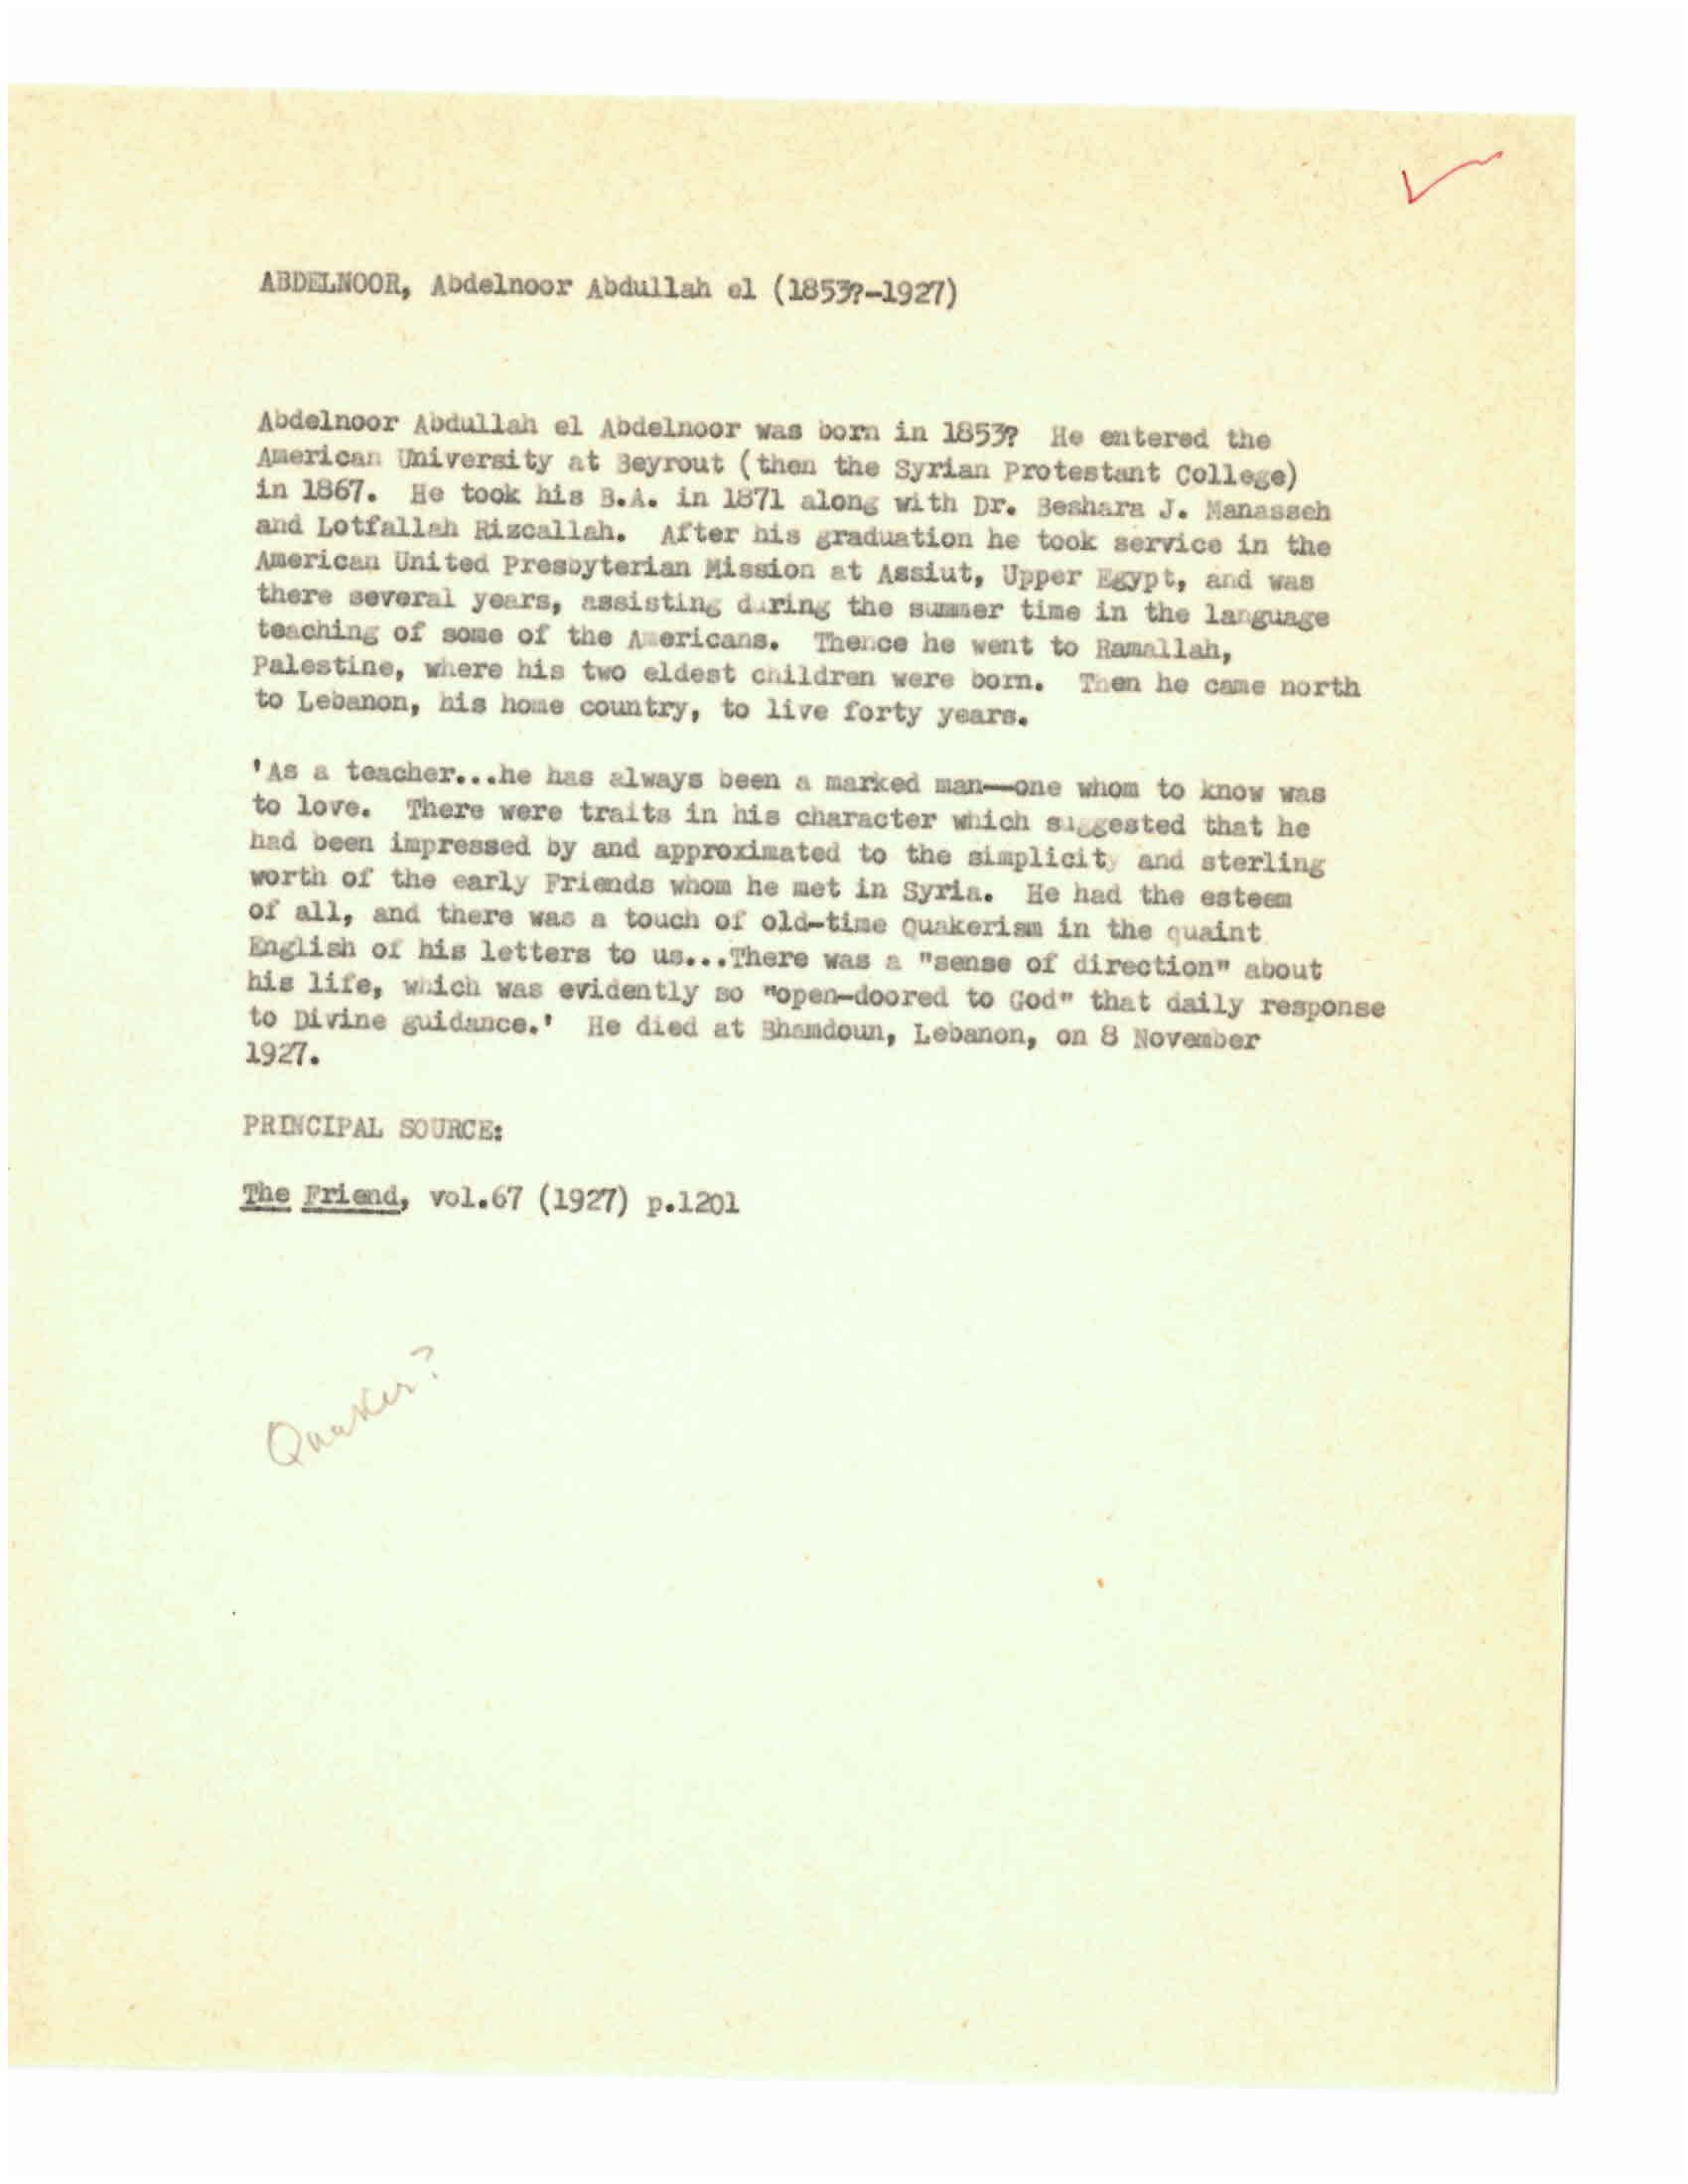 ABDELNOOR, Abdelnoor Abdullah el (1853?-1927)
Abdelnoor Abdullah el Abdelnoor was born in 1853? He entered the
American University at Beyrout (then the Syrian Protestant College)
in 1867. He took his B.A. in 1871 along with Dr. Beshara J. Manasseh
and Lotfallah Rizcallah. After his graduation he took service in the
American United Presbyterian Mission at Assiut, Upper Egypt, and was
there several years, assisting during the summer time in the language
teaching of some of the Americans. Thence he went to Ramallah,
Palestine, where his two eldest children were born. Then he came north
to Lebanon, his home country, to live forty years.
'As a teacher...he has always been a marked man—one whom to know was
to love. There were traits in his character which suggested that he
had been impressed by and approximated to the simplicity and sterling
worth of the early Friends whom he met in Syria. He had the esteem
of all, and there was a touch of old-time Quakerism in the quaint
English of his letters to us...There was a "sense of direction" about
his life, which was evidently so "open-doored to God" that daily response
to Divine guidance.' He died at Bhamdoun, Lebanon, on 8 November
1927.
PRINCIPAL SOURCE:
The Friend, vol.67 (1927) p.1201
Quaker?